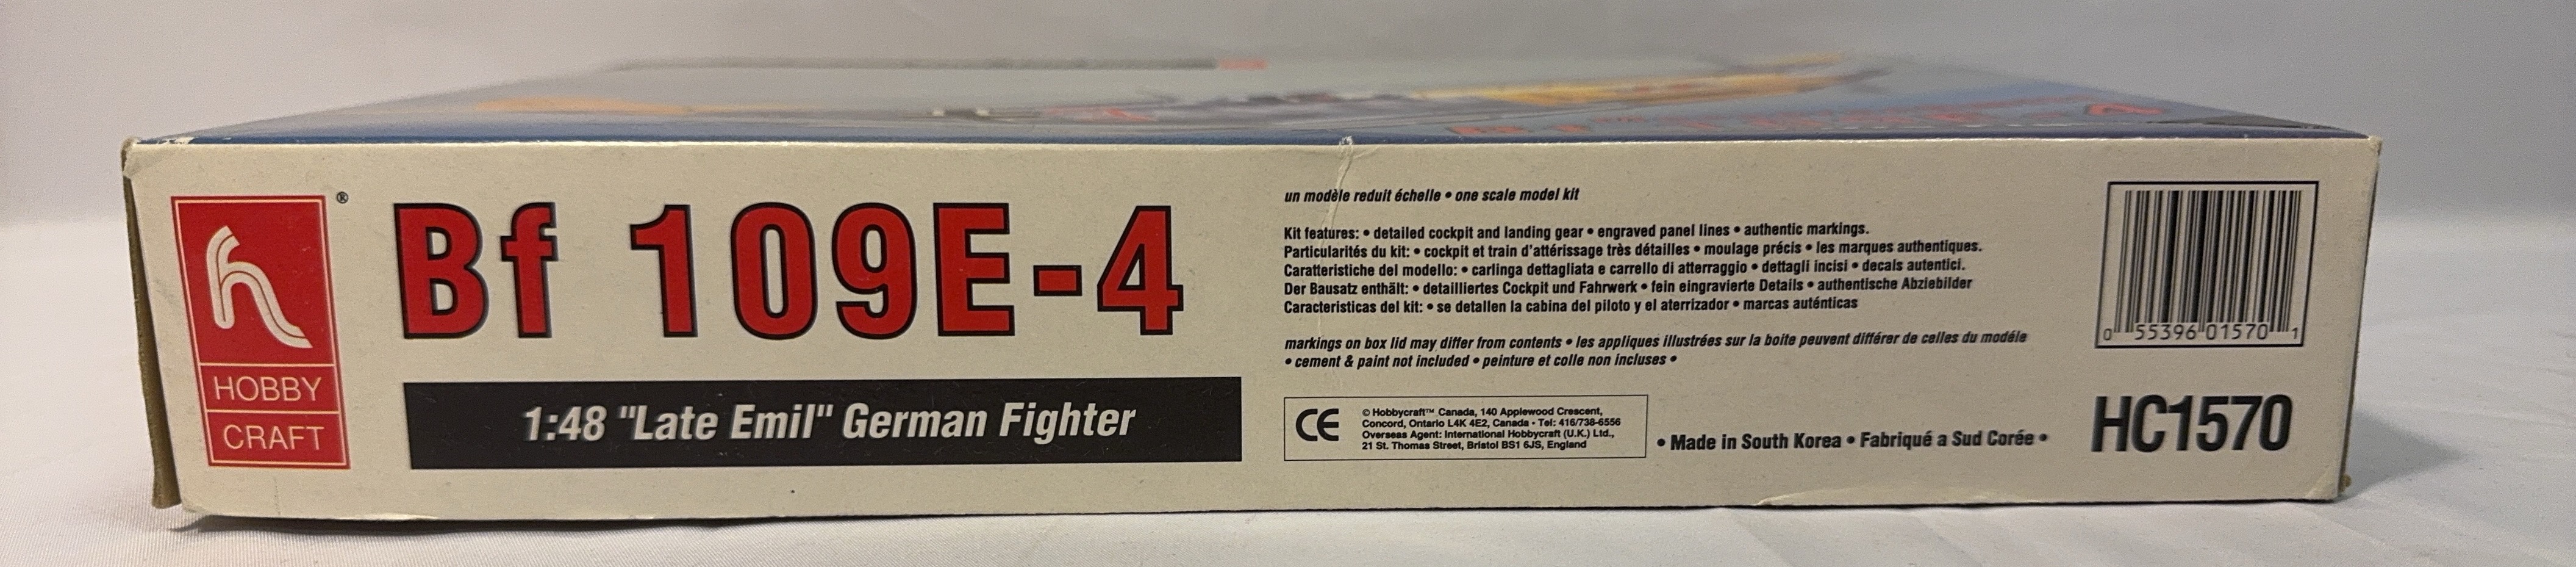 HOBBY
CRAFT
®
Bf 109E-4
1:48 "Late Emil" German Fighter
un modèle reduit échelle • one scale model kit
Kit features: • detailed cockpit and landing gear • engraved panel lines • authentic markings.
Particularités du kit: • cockpit et train d'attérissage très détailles • moulage précis • les marques authentiques.
Caratteristiche del modello: • carlinga dettagliata e carrello di atterraggio • dettagli incisi • decals autentici.
Der Bausatz enthält: • detailliertes Cockpit und Fahrwerk • fein eingravierte Details • authentische Abziebilder
Caracteristicas del kit: • se detallen la cabina del piloto y el aterrizador • marcas auténticas
markings on box lid may differ from contents • les appliques illustrées sur la boite peuvent différer de celles du modéle
• cement & paint not included • peinture et colle non incluses •
CE
© Hobbycraft™ Canada, 140 Applewood Crescent,
Concord, Ontario L4K 4E2, Canada • Tel: 416/738-6556
Overseas Agent: International Hobbycraft (U.K.) Ltd.,
21 St. Thomas Street, Bristol BS1 6JS, England
• Made in South Korea • Fabriqué a Sud Corée •
0 55396 01570 1
HC1570